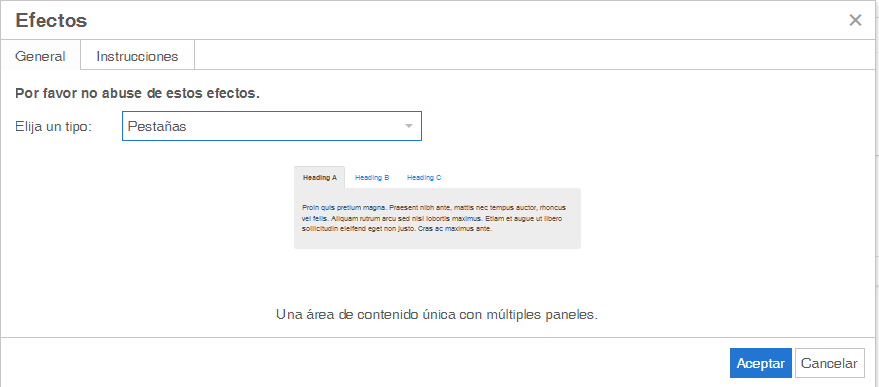 Efectos
General
Instrucciones
Por favor no abuse de estos efectos.
Elija un tipo:
Pestañas
Heading A
Heading B
Heading C
Proin quis pretium magna. Praesent nibh ante, mattis nec tempus auctor, rhoncus
vel felis. Aliquam rutrum arcu sed nisl lobortis maximus. Etiam et augue ut libero
sollicitudin eleifend eget non justo. Cras ac maximus ante.
Una área de contenido única con múltiples paneles.
Aceptar
Cancelar